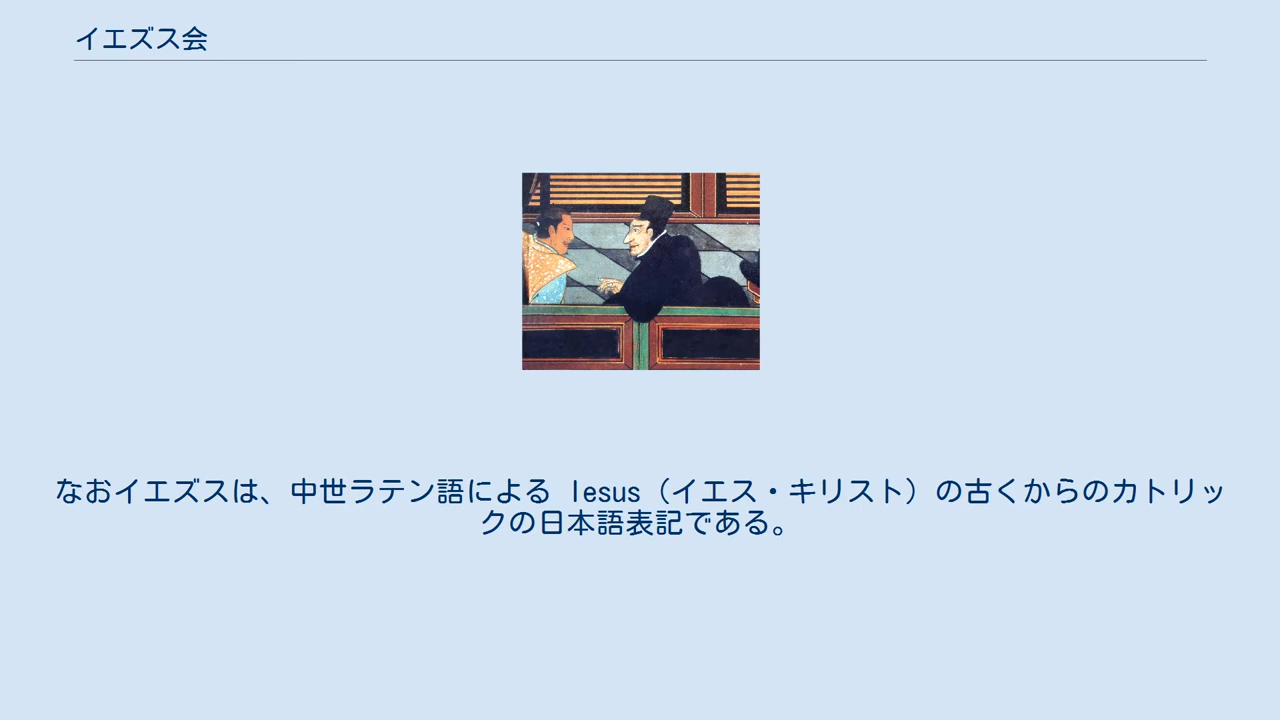 イエズス会
なおイエズスは、中世ラテン語による Iesus（イエス・キリスト）の古くからのカトリッ
クの日本語表記である。